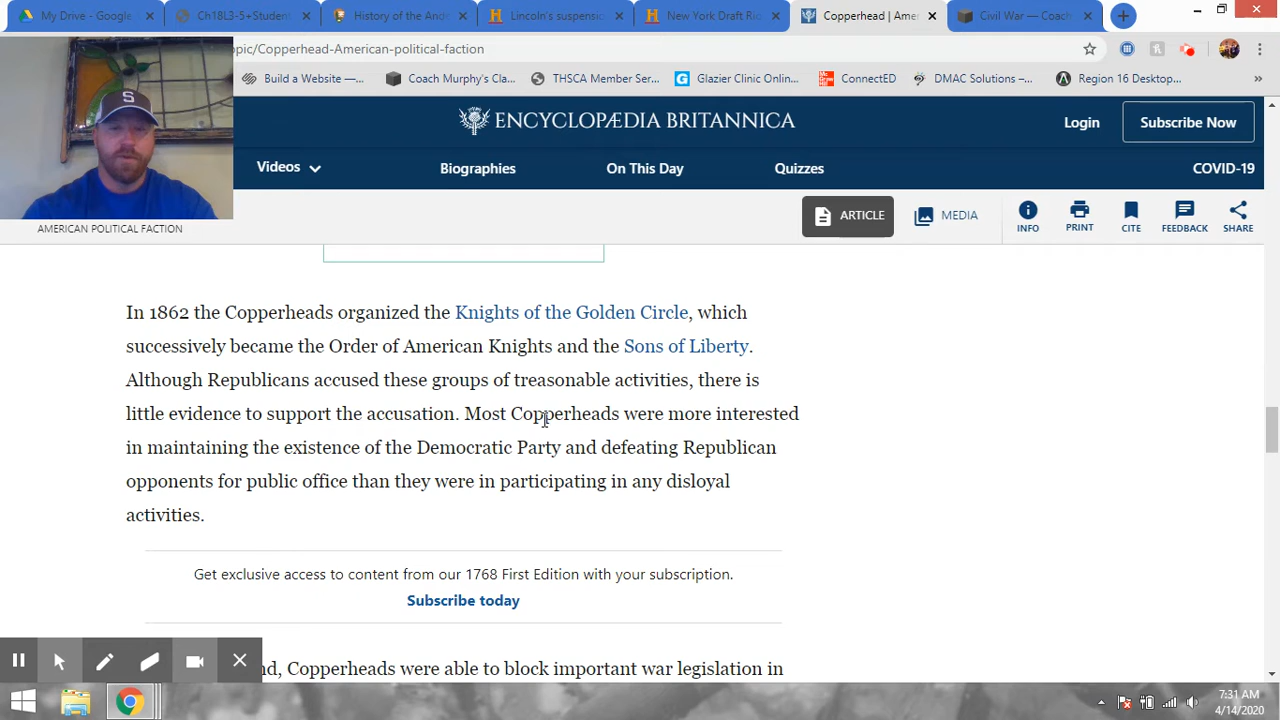 My Drive - Google
Ch18L3-5+Student
History of the Andr
Lincoln's suspensic
New York Draft Rio
Copperhead | Amer
Civil War — Coach
opic/Copperhead-American-political-faction
Build a Website —...
Coach Murphy's Cla...
THSCA Member Ser...
Glazier Clinic Onlin...
ConnectED
DMAC Solutions –...
Region 16 Desktop...
»
ENCYCLOPÆDIA BRITANNICA
Login
Subscribe Now
Videos
Biographies
On This Day
Quizzes
COVID-19
S
AMERICAN POLITICAL FACTION
ARTICLE
MEDIA
INFO
PRINT
CITE
FEEDBACK
SHARE
In 1862 the Copperheads organized the Knights of the Golden Circle, which
successively became the Order of American Knights and the Sons of Liberty.
Although Republicans accused these groups of treasonable activities, there is
little evidence to support the accusation. Most Copperheads were more interested
in maintaining the existence of the Democratic Party and defeating Republican
opponents for public office than they were in participating in any disloyal
activities.
Get exclusive access to content from our 1768 First Edition with your subscription.
Subscribe today
nd, Copperheads were able to block important war legislation in
7:31 AM
4/14/2020